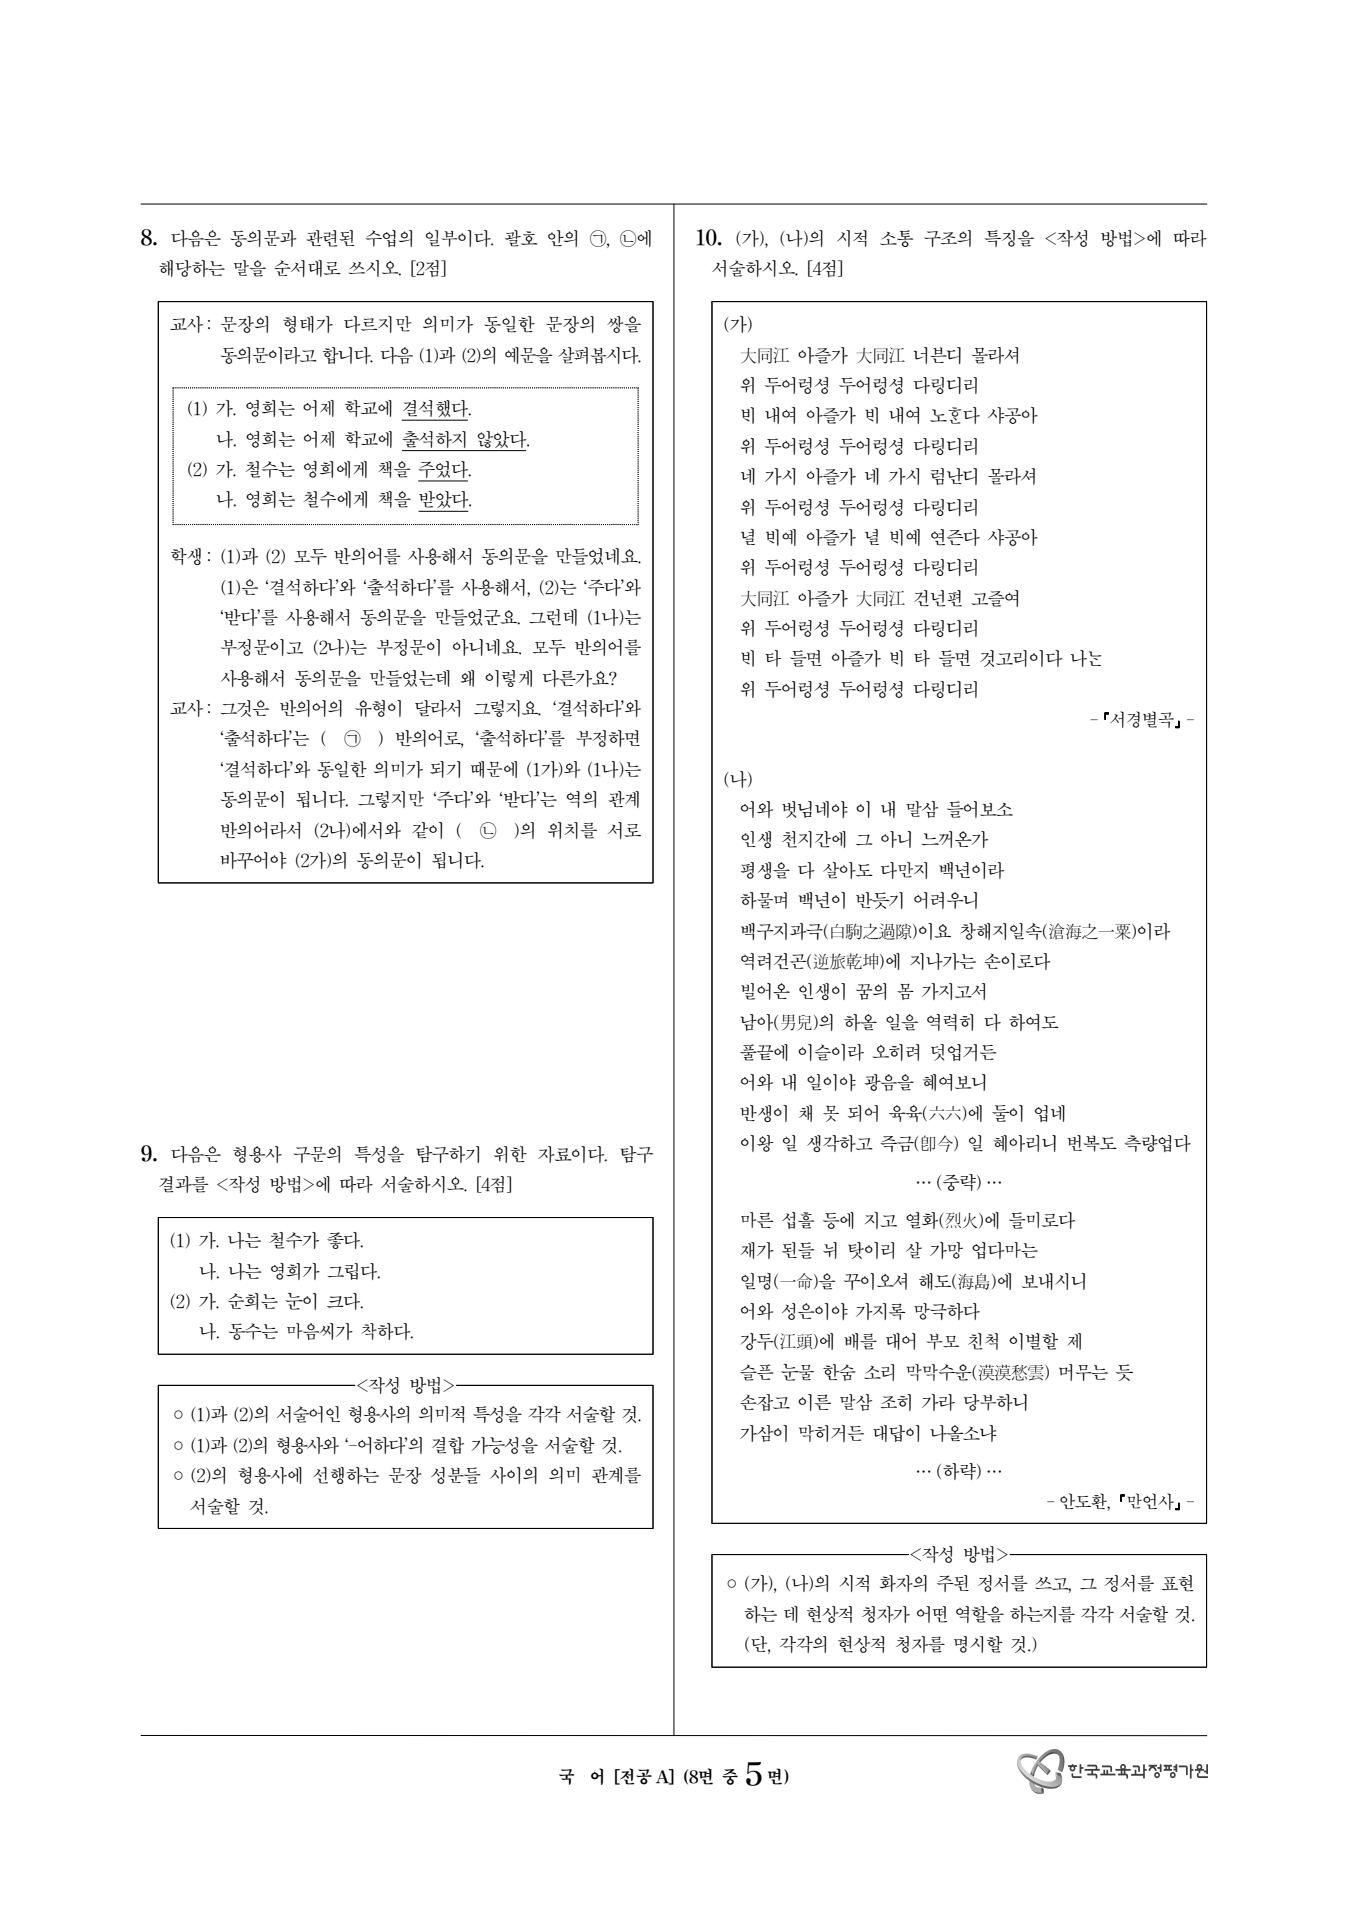 8. 다음은 동의문과 관련된 수업의 일부이다. 괄호 안의 ㉠, ㉡에
해당하는 말을 순서대로 쓰시오. [2점]
교사 : 문장의 형태가 다르지만 의미가 동일한 문장의 쌍을
동의문이라고 합니다. 다음 (1)과 (2)의 예문을 살펴봅시다.
(1) 가. 영희는 어제 학교에 결석했다.
나. 영희는 어제 학교에 출석하지 않았다.
(2) 가. 철수는 영희에게 책을 주었다.
나. 영희는 철수에게 책을 받았다.
학생 : (1)과 (2) 모두 반의어를 사용해서 동의문을 만들었네요.
(1)은 ‘결석하다’와 ‘출석하다’를 사용해서, (2)는 ‘주다’와
‘받다’를 사용해서 동의문을 만들었군요. 그런데 (1나)는
부정문이고 (2나)는 부정문이 아니네요. 모두 반의어를
사용해서 동의문을 만들었는데 왜 이렇게 다른가요?
교사 : 그것은 반의어의 유형이 달라서 그렇지요. ‘결석하다’와
‘출석하다’는 ( ㉠ ) 반의어로, ‘출석하다’를 부정하면
‘결석하다’와 동일한 의미가 되기 때문에 (1가)와 (1나)는
동의문이 됩니다. 그렇지만 ‘주다’와 ‘받다’는 역의 관계
반의어라서 (2나)에서와 같이 ( ㉡ )의 위치를 서로
바꾸어야 (2가)의 동의문이 됩니다.
9. 다음은 형용사 구문의 특성을 탐구하기 위한 자료이다. 탐구
결과를 <작성 방법>에 따라 서술하시오. [4점]
(1) 가. 나는 철수가 좋다.
나. 나는 영희가 그립다.
(2) 가. 순희는 눈이 크다.
나. 동수는 마음씨가 착하다.
<작성 방법>
○ (1)과 (2)의 서술어인 형용사의 의미적 특성을 각각 서술할 것.
○ (1)과 (2)의 형용사와 ‘-어하다’의 결합 가능성을 서술할 것.
○ (2)의 형용사에 선행하는 문장 성분들 사이의 의미 관계를
서술할 것.
10. (가), (나)의 시적 소통 구조의 특징을 <작성 방법>에 따라
서술하시오. [4점]
(가)
大同江 아즐가 大同江 너븐디 몰라셔
위 두어렁셩 두어렁셩 다링디리
ᄇᆡ 내여 아즐가 ᄇᆡ 내여 노ᄒᆞᆫ다 샤공아
위 두어렁셩 두어렁셩 다링디리
네 가시 아즐가 네 가시 럼난디 몰라셔
위 두어렁셩 두어렁셩 다링디리
녈 ᄇᆡ예 아즐가 녈 ᄇᆡ예 연즌다 샤공아
위 두어렁셩 두어렁셩 다링디리
大同江 아즐가 大同江 건넌편 고즐여
위 두어렁셩 두어렁셩 다링디리
ᄇᆡ 타 들면 아즐가 ᄇᆡ 타 들면 것고리이다 나ᄂᆞᆫ
위 두어렁셩 두어렁셩 다링디리
-『서경별곡』-
(나)
어와 벗님네야 이 내 말삼 들어보소
인생 천지간에 그 아니 느꺼온가
평생을 다 살아도 다만지 백년이라
하물며 백년이 반듯기 어려우니
백구지과극(白駒之過隙)이요 창해지일속(滄海之一粟)이라
역려건곤(逆旅乾坤)에 지나가는 손이로다
빌어온 인생이 꿈의 몸 가지고서
남아(男兒)의 하올 일을 역력히 다 하여도
풀끝에 이슬이라 오히려 덧업거든
어와 내 일이야 광음을 혜여보니
반생이 채 못 되어 육육(六六)에 둘이 업네
이왕 일 생각하고 즉금(卽今) 일 헤아리니 번복도 측량업다
… (중략) …
마른 섭흘 등에 지고 열화(烈火)에 들미로다
재가 된들 뉘 탓이리 살 가망 업다마는
일명(一命)을 꾸이오셔 해도(海島)에 보내시니
어와 성은이야 가지록 망극하다
강두(江頭)에 배를 대어 부모 친척 이별할 제
슬픈 눈물 한숨 소리 막막수운(漠漠愁雲) 머무는 듯
손잡고 이른 말삼 조히 가라 당부하니
가삼이 막히거든 대답이 나올소냐
… (하략) …
- 안도환, 『만언사』-
<작성 방법>
○ (가), (나)의 시적 화자의 주된 정서를 쓰고, 그 정서를 표현
하는 데 현상적 청자가 어떤 역할을 하는지를 각각 서술할 것.
(단, 각각의 현상적 청자를 명시할 것.)
국 어 [전공 A] (8면 중 5 면)
한국교육과정평가원